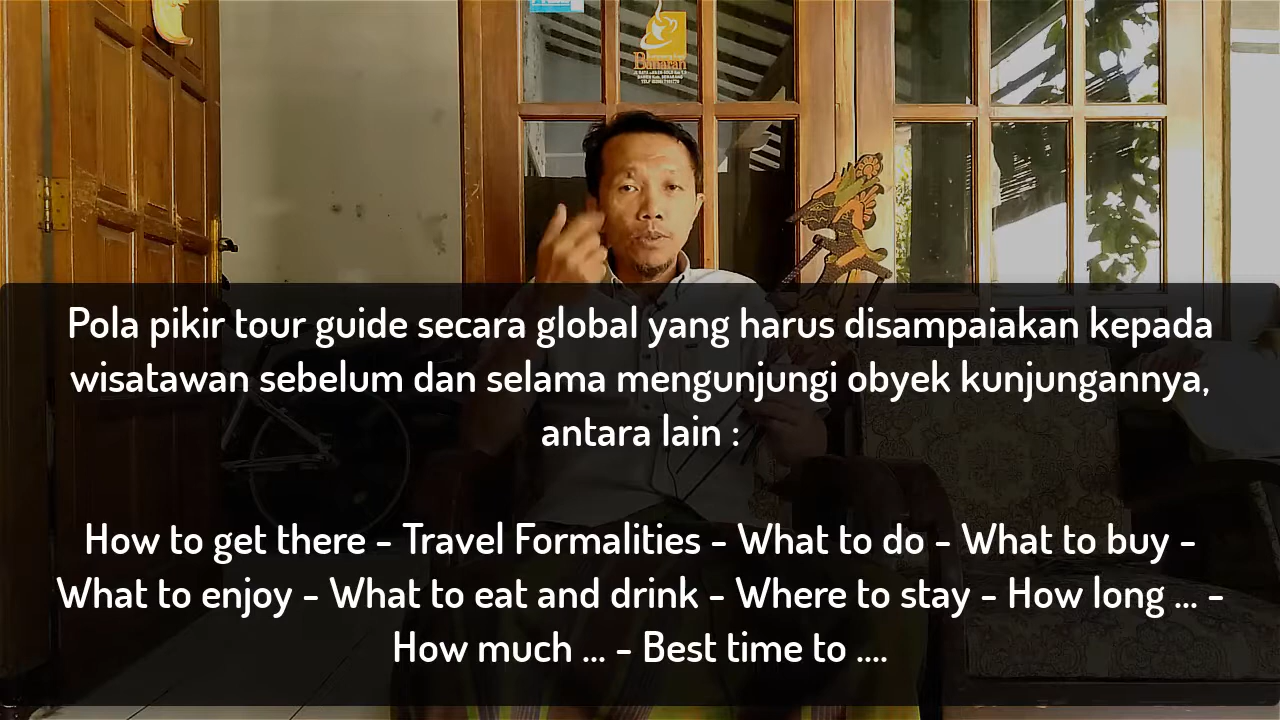 Banaran
Pola pikir tour guide secara global yang harus disampaiakan kepada
wisatawan sebelum dan selama mengunjungi obyek kunjungannya,
antara lain :
How to get there - Travel Formalities - What to do - What to buy -
What to enjoy - What to eat and drink - Where to stay - How long ... -
How much ... - Best time to ....